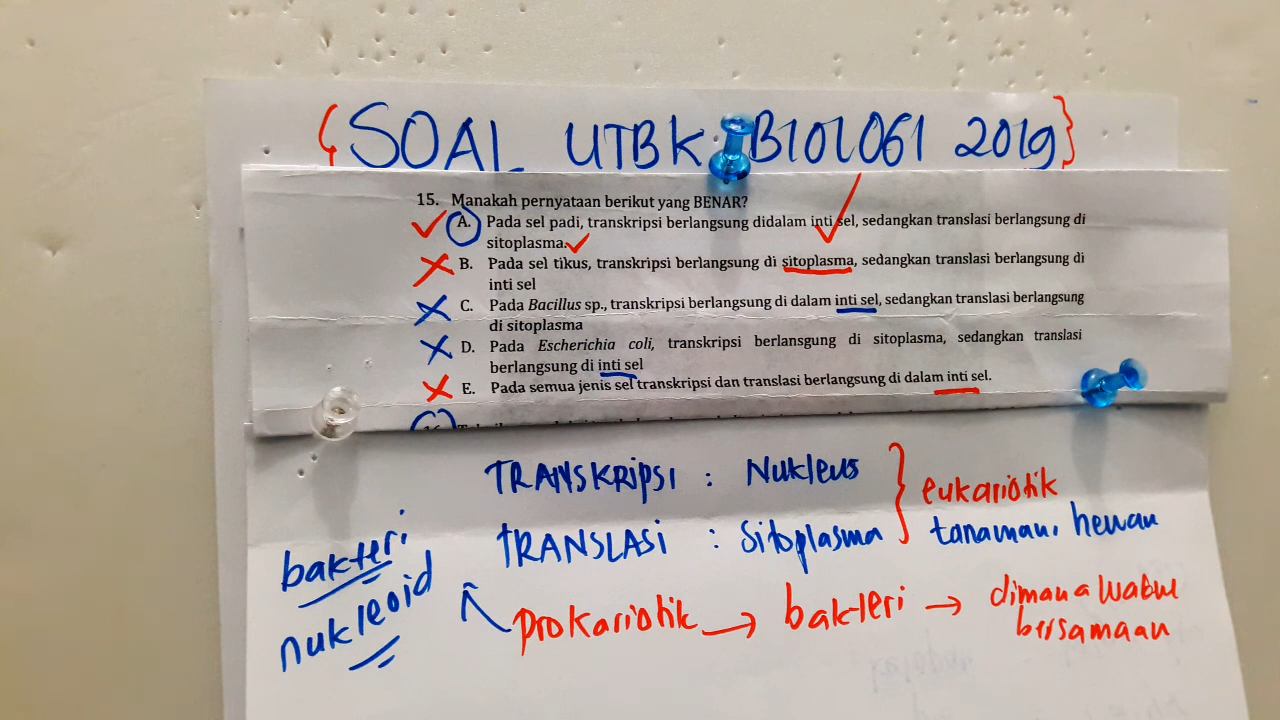 {SOAL UTBK BIOLOGI 2019}
15. Manakah pernyataan berikut yang BENAR?
A. Pada sel padi, transkripsi berlangsung didalam inti sel, sedangkan translasi berlangsung di
sitoplasma.
B. Pada sel tikus, transkripsi berlangsung di sitoplasma, sedangkan translasi berlangsung di
inti sel
C. Pada Bacillus sp., transkripsi berlangsung di dalam inti sel, sedangkan translasi berlangsung
di sitoplasma
D. Pada Escherichia coli, transkripsi berlansgung di sitoplasma, sedangkan translasi
berlangsung di inti sel
E. Pada semua jenis sel transkripsi dan translasi berlangsung di dalam inti sel.
TRANSKRIPSI : Nukleus } eukariotik
TRANSLASI : Sitoplasma tanaman, hewan
bakteri
nukleoid
prokariotik → bakteri → dimana waktu
bersamaan